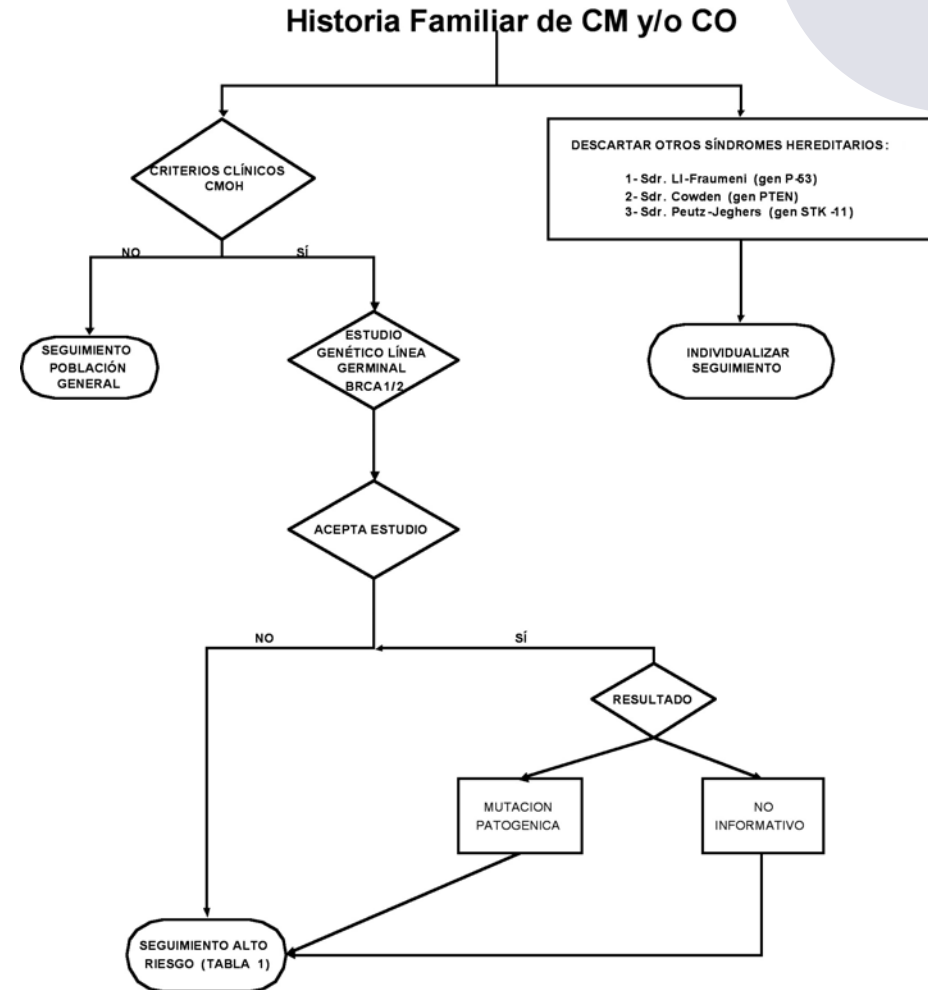 Historia Familiar de CM y/o CO
CRITERIOS CLÍNICOS
CMOH
DESCARTAR OTROS SÍNDROMES HEREDITARIOS:
1- Sdr. LI-Fraumeni (gen P-53)
2- Sdr. Cowden (gen PTEN)
3- Sdr. Peutz-Jeghers (gen STK-11)
NO
SÍ
SEGUIMIENTO
POBLACIÓN
GENERAL
ESTUDIO
GENÉTICO LÍNEA
GERMINAL
BRCA1/2
INDIVIDUALIZAR
SEGUIMIENTO
ACEPTA ESTUDIO
NO
SÍ
RESULTADO
MUTACION
PATOGENICA
NO
INFORMATIVO
SEGUIMIENTO ALTO
RIESGO (TABLA 1)